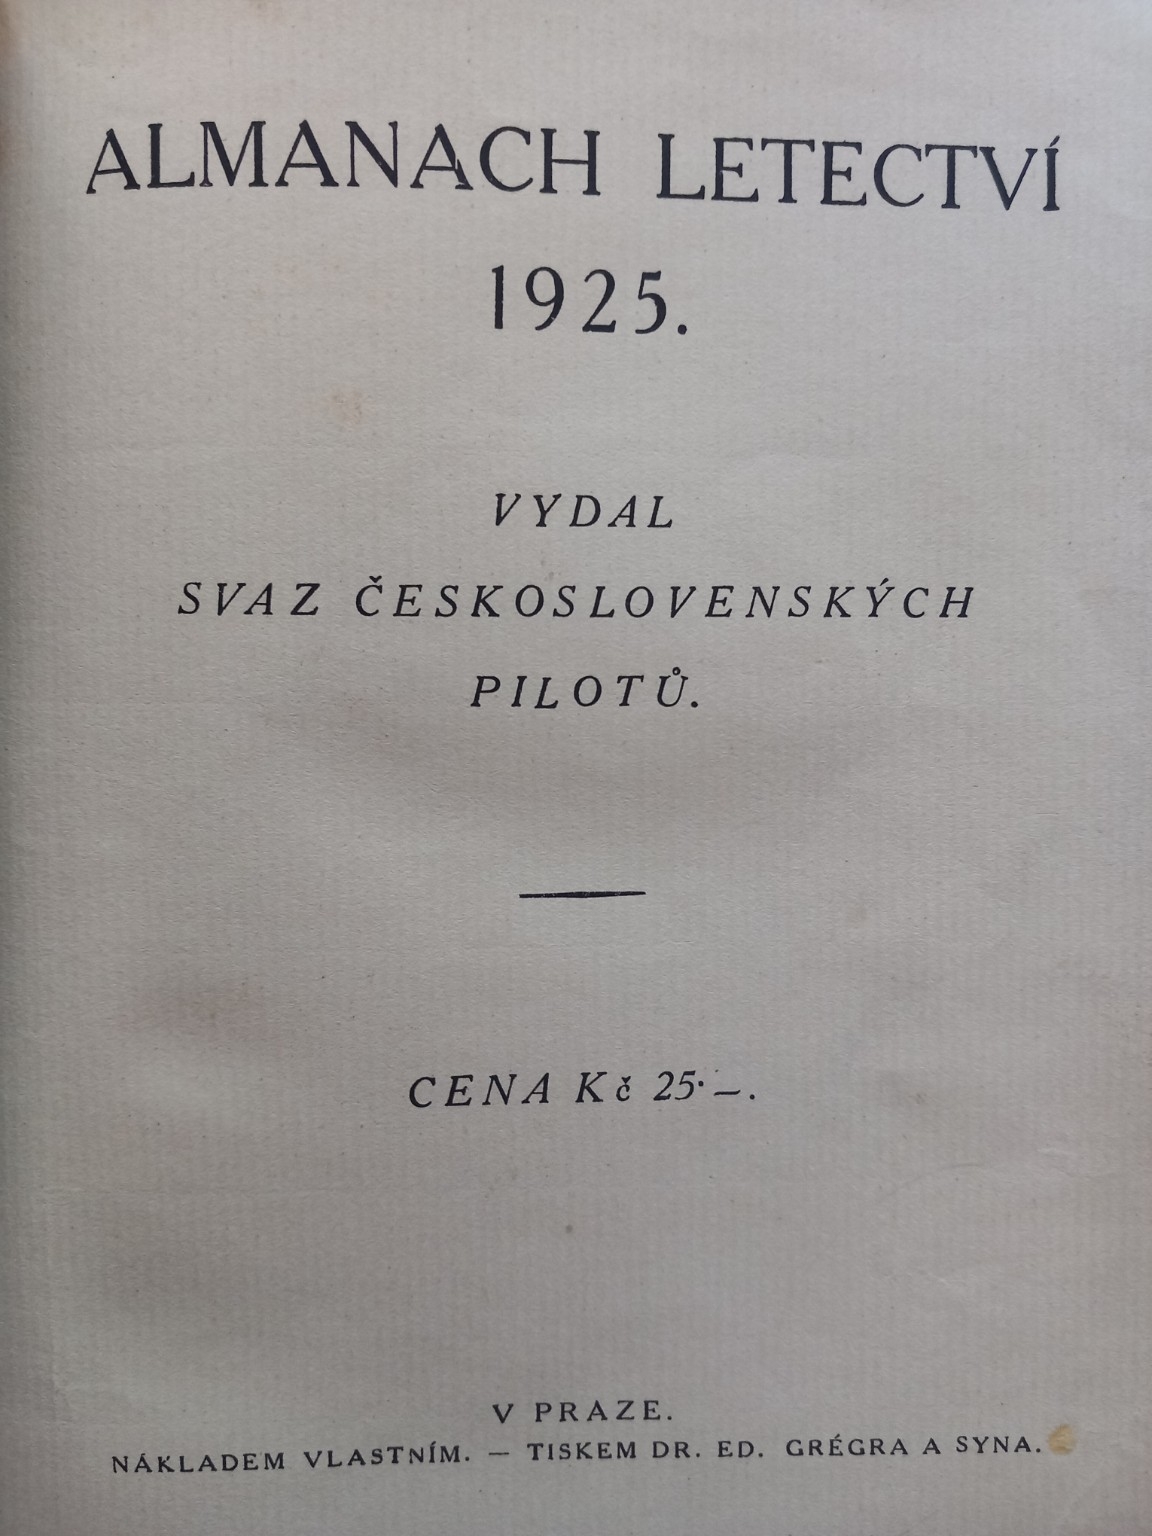 ALMANACH LETECTVÍ
1925.
VYDAL
SVAZ ČESKOSLOVENSKÝCH
PILOTŮ.
CENA Kč 25·–.
V PRAZE.
NÁKLADEM VLASTNÍM. — TISKEM DR. ED. GRÉGRA A SYNA.